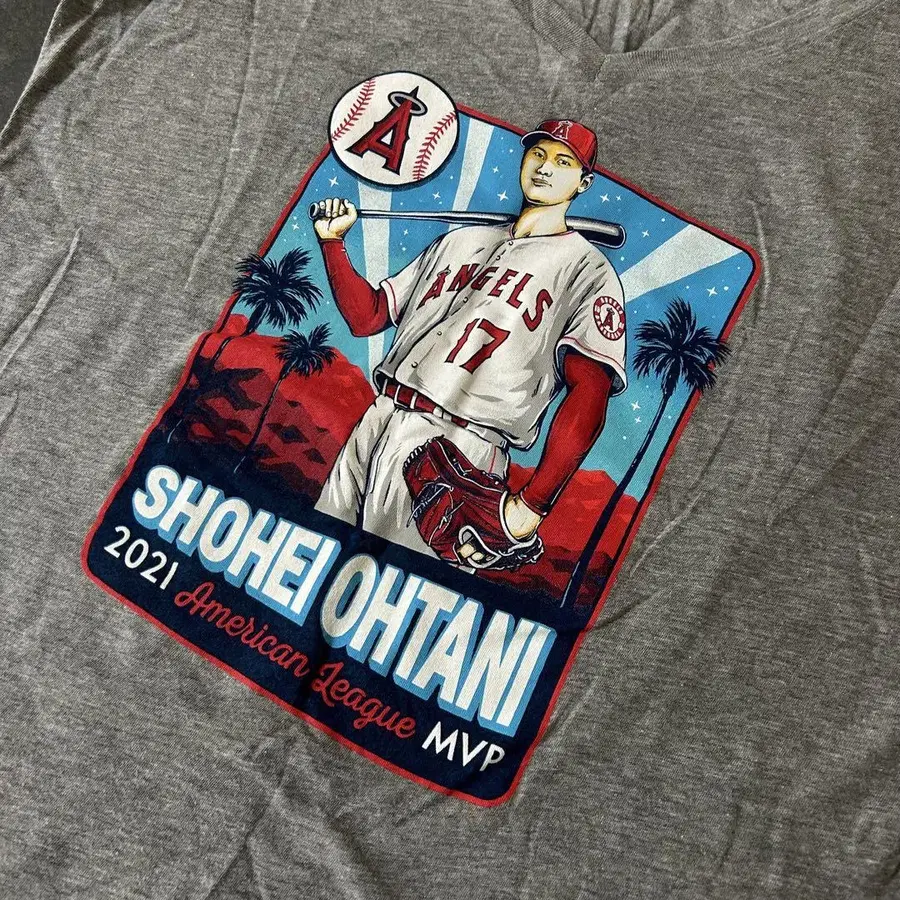 A
A
ANGELS
17
A
SHOHEI OHTANI
2021 American League MVP